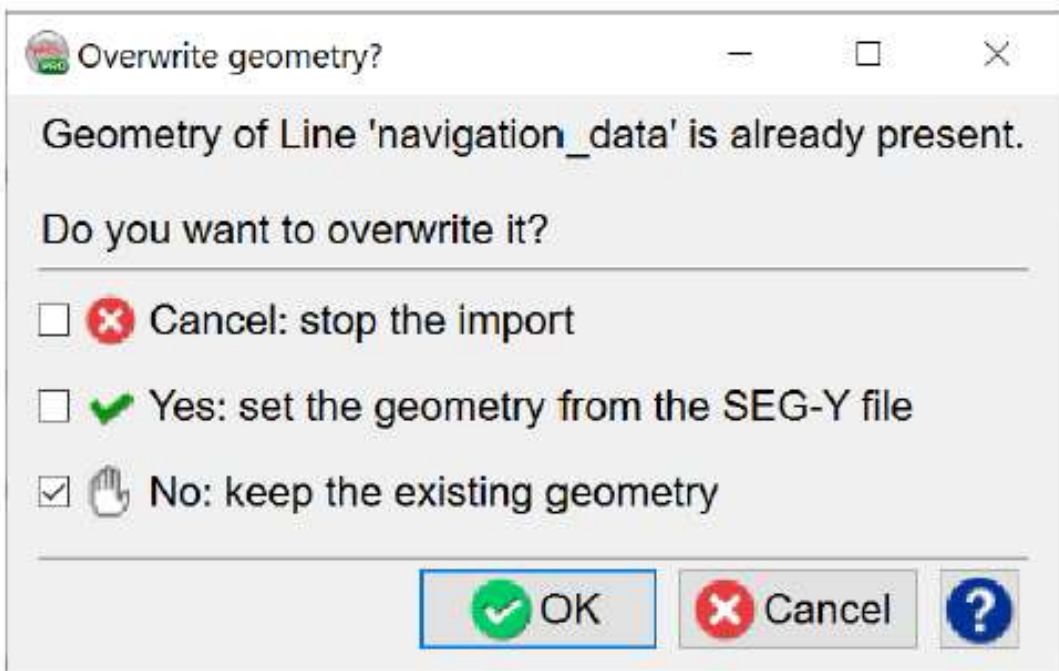 Overwrite geometry?
Geometry of Line 'navigation_data' is already present.
Do you want to overwrite it?
Cancel: stop the import
Yes: set the geometry from the SEG-Y file
No: keep the existing geometry
OK Cancel ?